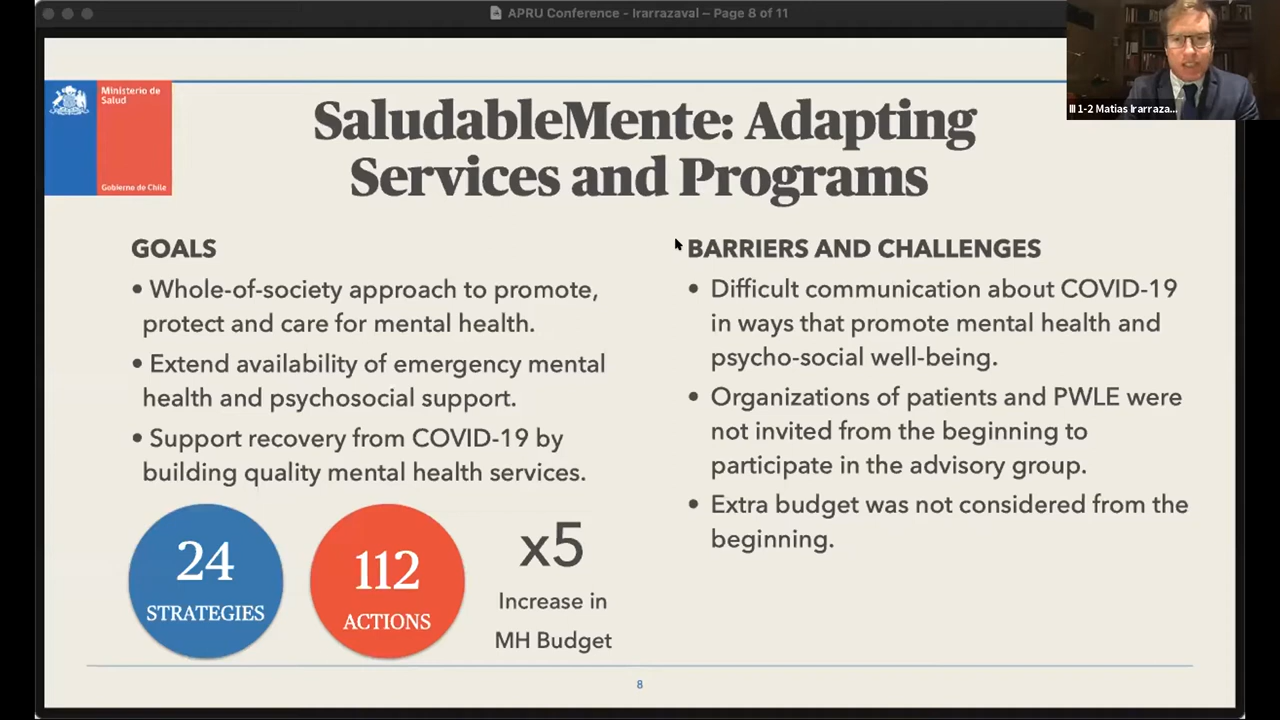 APRU Conference - Irarrazaval – Page 8 of 11
III 1-2 Matias Irarraza...
Ministerio de
Salud
Gobierno de Chile
SaludableMente: Adapting
Services and Programs
GOALS
• Whole-of-society approach to promote,
protect and care for mental health.
• Extend availability of emergency mental
health and psychosocial support.
• Support recovery from COVID-19 by
building quality mental health services.
24
STRATEGIES
112
ACTIONS
x5
Increase in
MH Budget
BARRIERS AND CHALLENGES
• Difficult communication about COVID-19
in ways that promote mental health and
psycho-social well-being.
• Organizations of patients and PWLE were
not invited from the beginning to
participate in the advisory group.
• Extra budget was not considered from the
beginning.
8